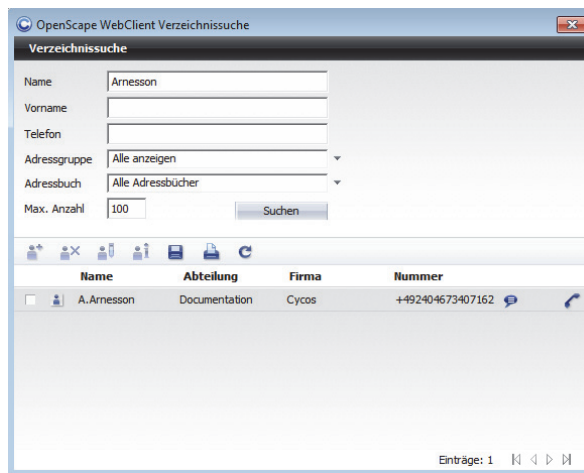 OpenScape WebClient Verzeichnissuche
Verzeichnissuche
Name Arnesson
Vorname
Telefon
Adressgruppe Alle anzeigen
Adressbuch Alle Adressbücher
Max. Anzahl 100 Suchen
Name Abteilung Firma Nummer
A.Arnesson Documentation Cycos +492404673407162
Einträge: 1